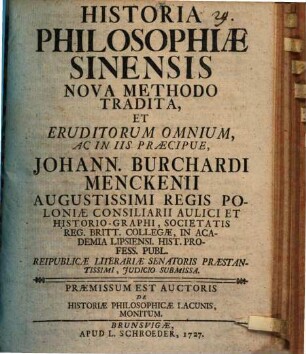 HISTORIA 29.
PHILOSOPHIÆ
SINENSIS
NOVA METHODO
TRADITA,
ET
ERUDITORUM OMNIUM,
AC IN IIS PRÆCIPUE,
JOHANN. BURCHARDI
MENCKENII
AUGUSTISSIMI REGIS PO-
LONIÆ CONSILIARII AULICI ET
HISTORIO-GRAPHI, SOCIETATIS
REG. BRITT. COLLEGÆ, IN ACA-
DEMIA LIPSIENSI. HIST. PRO-
FESS. PUBL.
REIPUBLICÆ LITERARIÆ SENATORIS PRÆSTAN-
TISSIMI, JUDICIO SUBMISSA.
PRÆMISSUM EST AUCTORIS
DE
HISTORIÆ PHILOSOPHICÆ LACUNIS,
MONITUM.
BRUNSVIGÆ,
APUD L. SCHROEDER, 1727.